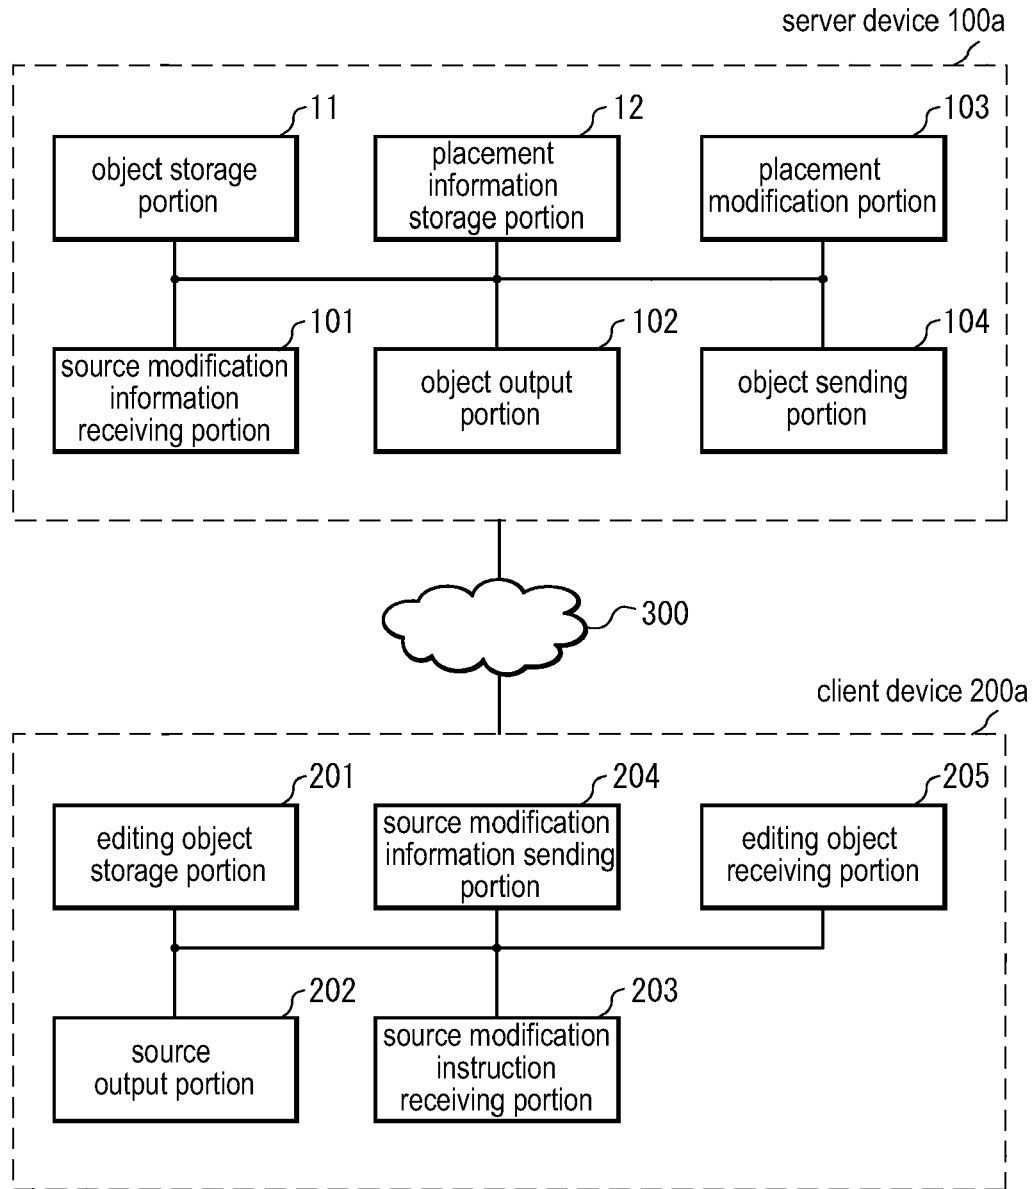 server device 100a
11
object storage
portion
12
placement
information
storage portion
103
placement
modification portion
101
source modification
information
receiving portion
102
object output
portion
104
object sending
portion
300
client device 200a
201
editing object
storage portion
204
source modification
information sending
portion
205
editing object
receiving portion
202
source
output portion
203
source modification
instruction
receiving portion